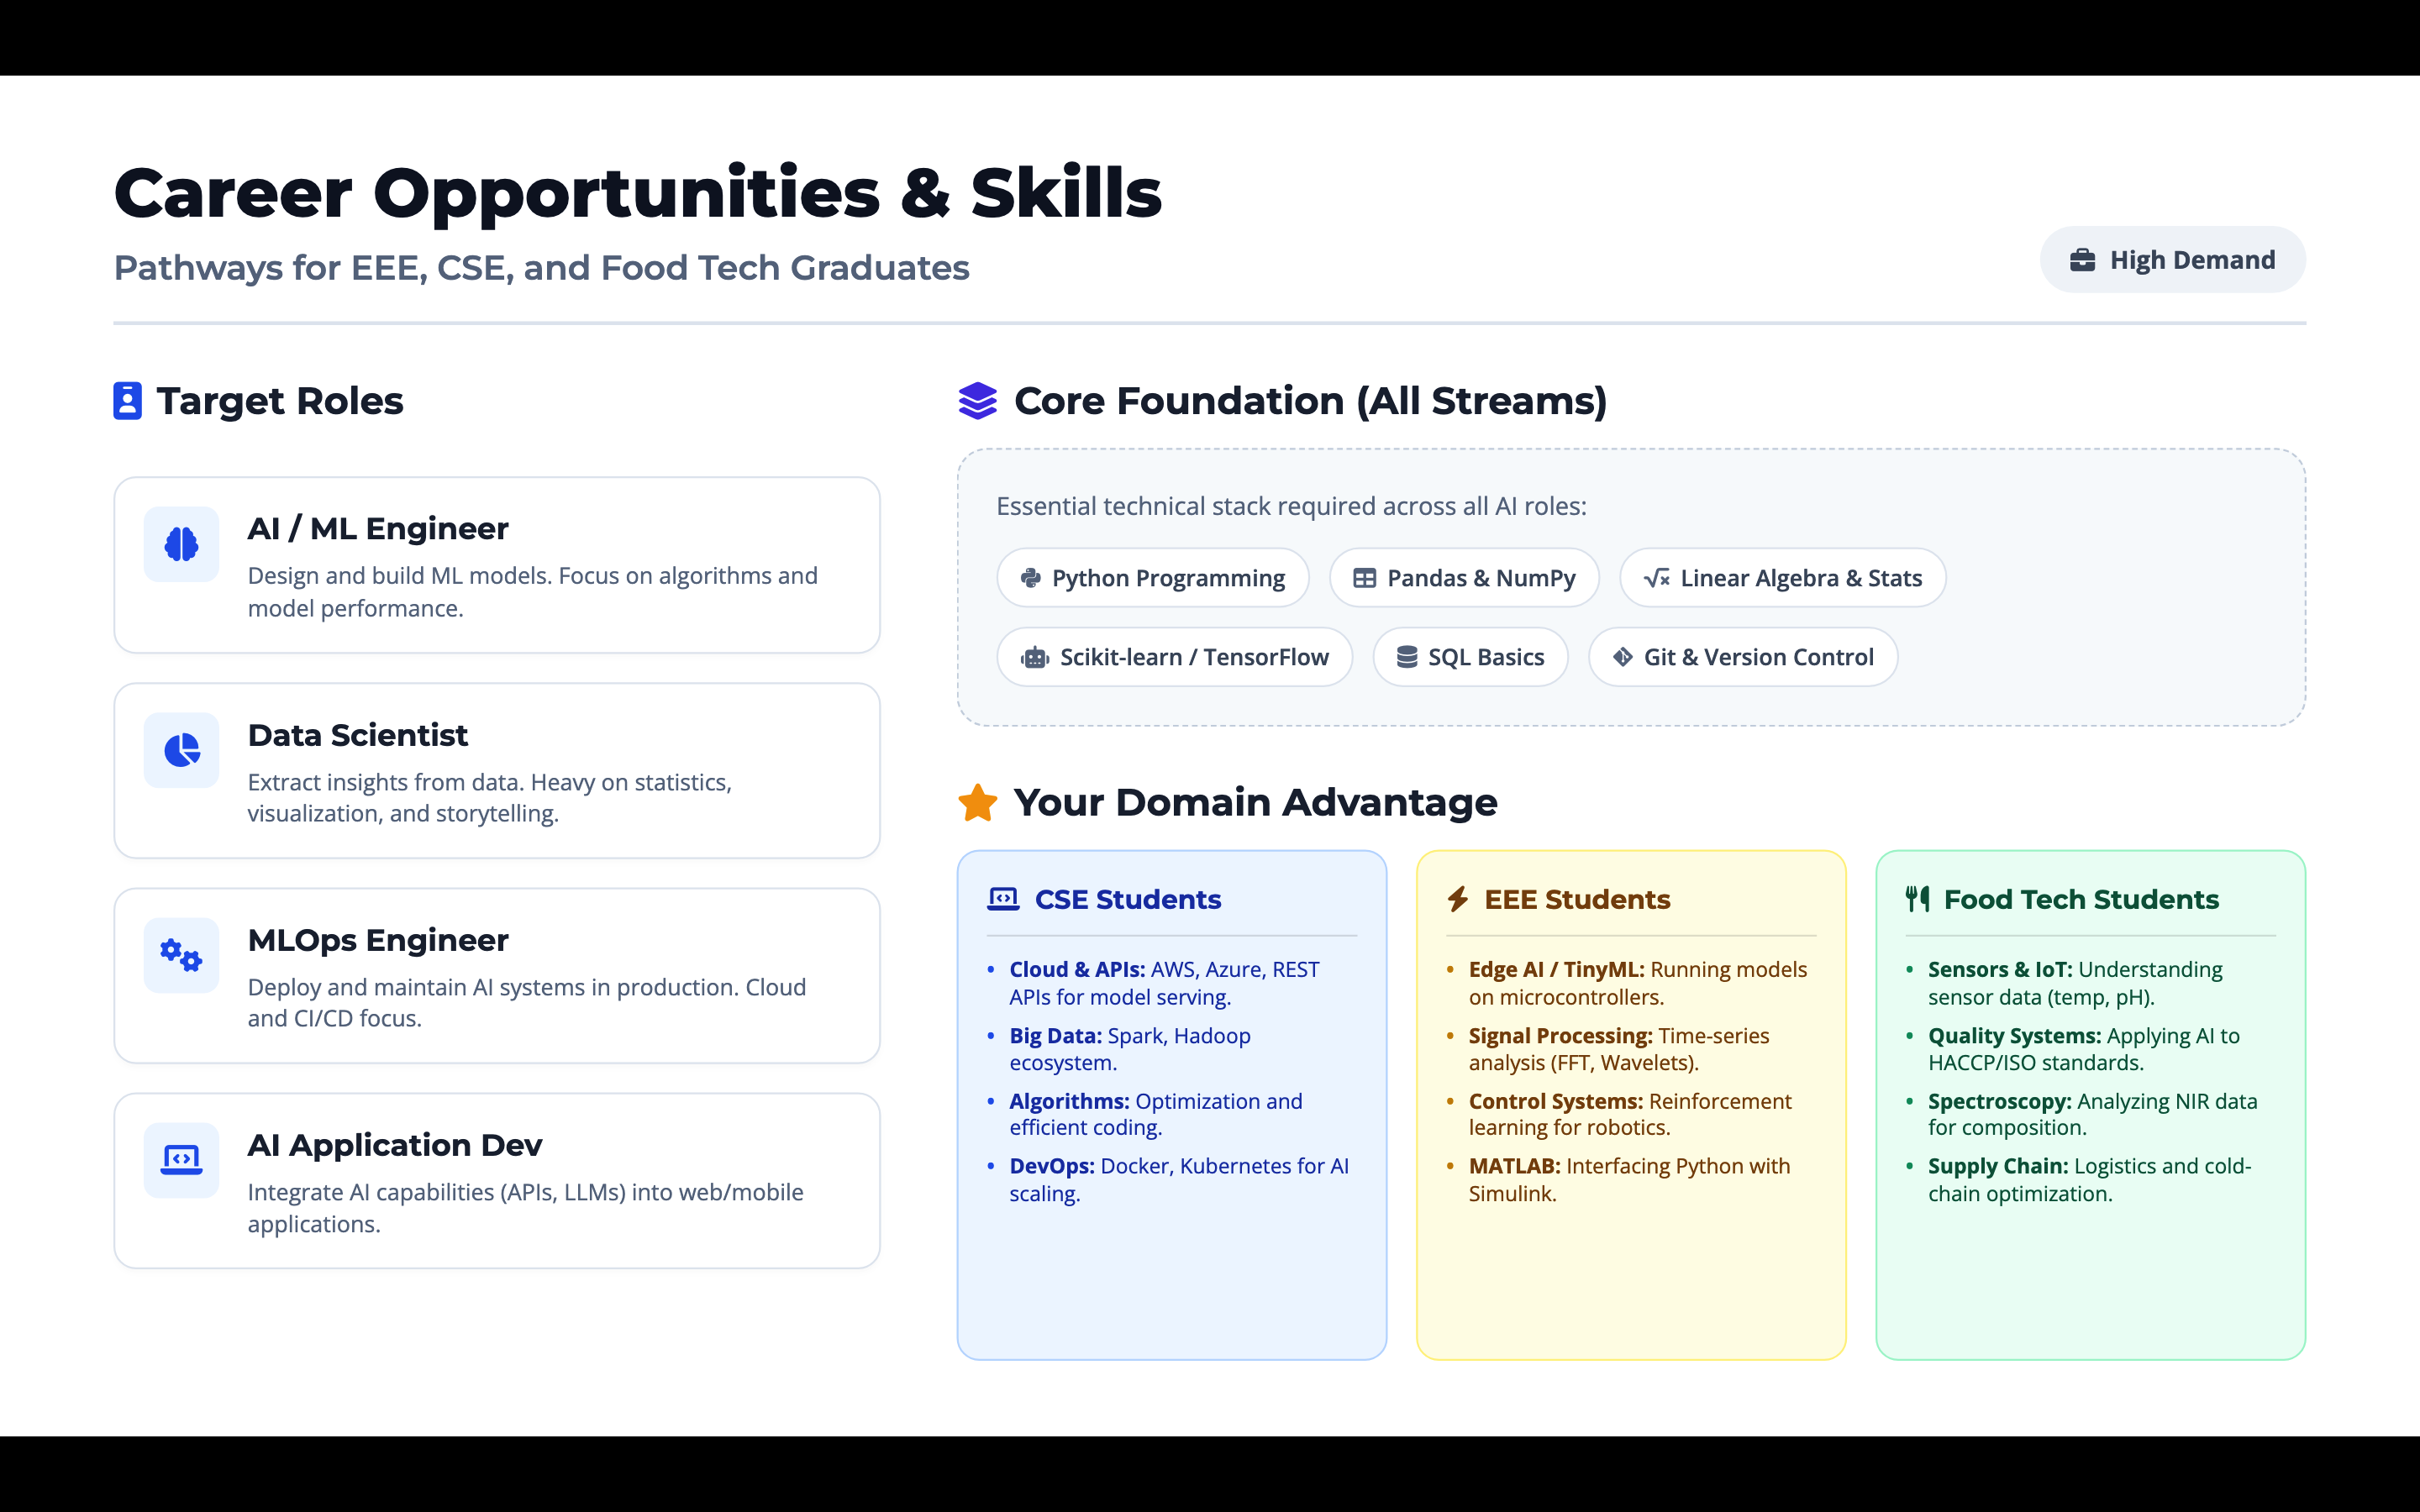 Career Opportunities & Skills
Pathways for EEE, CSE, and Food Tech Graduates
High Demand
Target Roles
AI / ML Engineer
Design and build ML models. Focus on algorithms and
model performance.
Data Scientist
Extract insights from data. Heavy on statistics,
visualization, and storytelling.
MLOps Engineer
Deploy and maintain AI systems in production. Cloud
and CI/CD focus.
AI Application Dev
Integrate AI capabilities (APIs, LLMs) into web/mobile
applications.
Core Foundation (All Streams)
Essential technical stack required across all AI roles:
Python Programming
Pandas & NumPy
Linear Algebra & Stats
Scikit-learn / TensorFlow
SQL Basics
Git & Version Control
Your Domain Advantage
CSE Students
• Cloud & APIs: AWS, Azure, REST
APIs for model serving.
• Big Data: Spark, Hadoop
ecosystem.
• Algorithms: Optimization and
efficient coding.
• DevOps: Docker, Kubernetes for AI
scaling.
EEE Students
• Edge AI / TinyML: Running models
on microcontrollers.
• Signal Processing: Time-series
analysis (FFT, Wavelets).
• Control Systems: Reinforcement
learning for robotics.
• MATLAB: Interfacing Python with
Simulink.
Food Tech Students
• Sensors & IoT: Understanding
sensor data (temp, pH).
• Quality Systems: Applying AI to
HACCP/ISO standards.
• Spectroscopy: Analyzing NIR data
for composition.
• Supply Chain: Logistics and cold-
chain optimization.